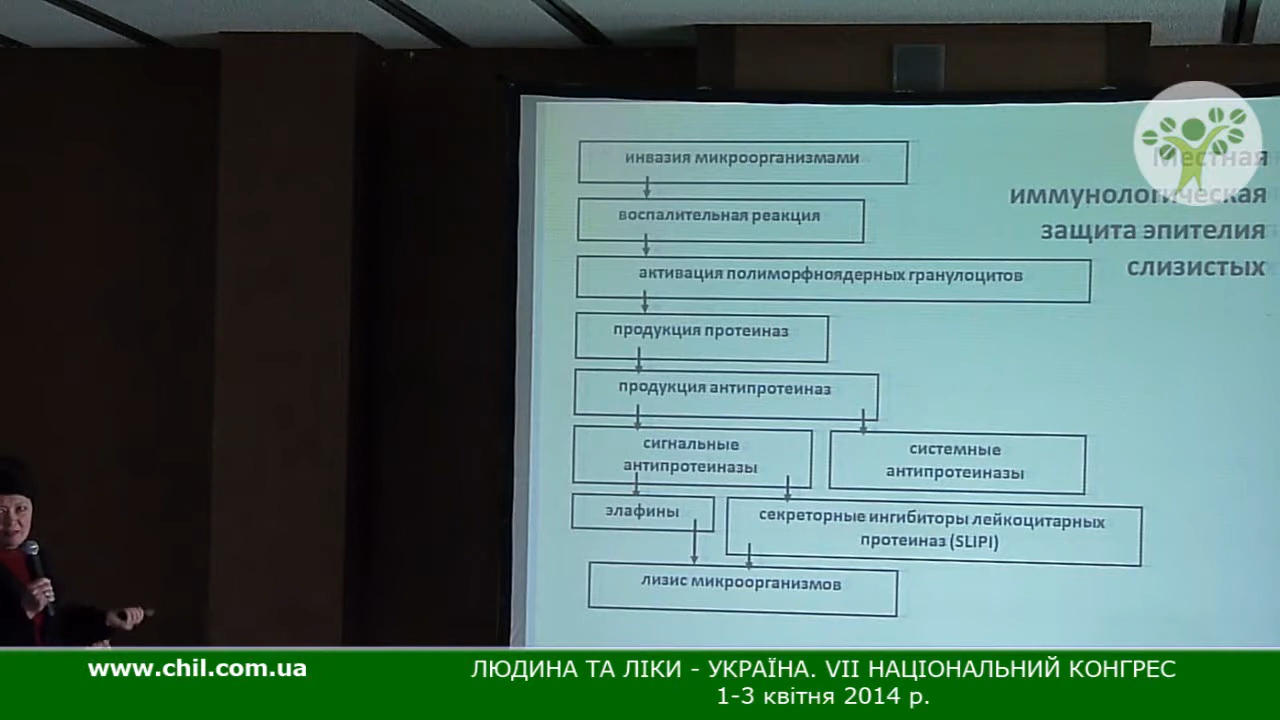 Местная
иммунологическая
защита эпителия
слизистых
инвазия микроорганизмами
воспалительная реакция
активация полиморфноядерных гранулоцитов
продукция протеиназ
продукция антипротеиназ
сигнальные
антипротеиназы
системные
антипротеиназы
элафины
секреторные ингибиторы лейкоцитарных
протеиназ (SLIPI)
лизис микроорганизмов
www.chil.com.ua
ЛЮДИНА ТА ЛІКИ - УКРАЇНА. VII НАЦІОНАЛЬНИЙ КОНГРЕС
1-3 квітня 2014 р.